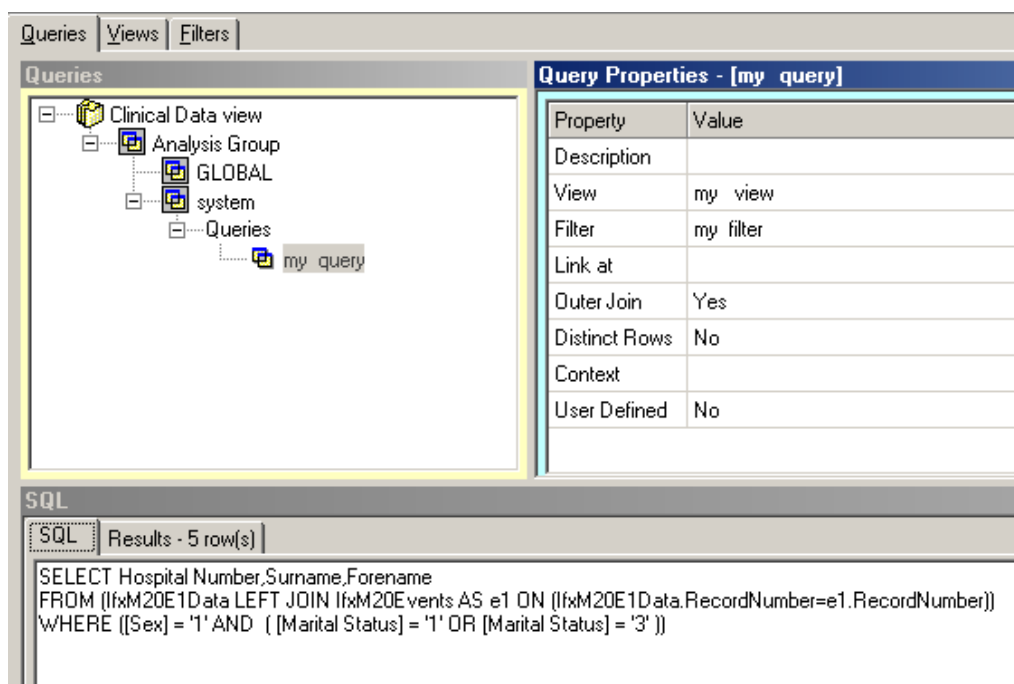 Queries Views Filters
Queries
Clinical Data view
Analysis Group
GLOBAL
system
Queries
my query
Query Properties - [my query]
Property Value
Description
View my view
Filter my filter
Link at
Outer Join Yes
Distinct Rows No
Context
User Defined No
SQL
SQL Results - 5 row(s)
SELECT Hospital Number,Surname,Forename
FROM (IfxM20E1Data LEFT JOIN IfxM20Events AS e1 ON (IfxM20E1Data.RecordNumber=e1.RecordNumber))
WHERE ([Sex] = '1' AND ( [Marital Status] = '1' OR [Marital Status] = '3' ))